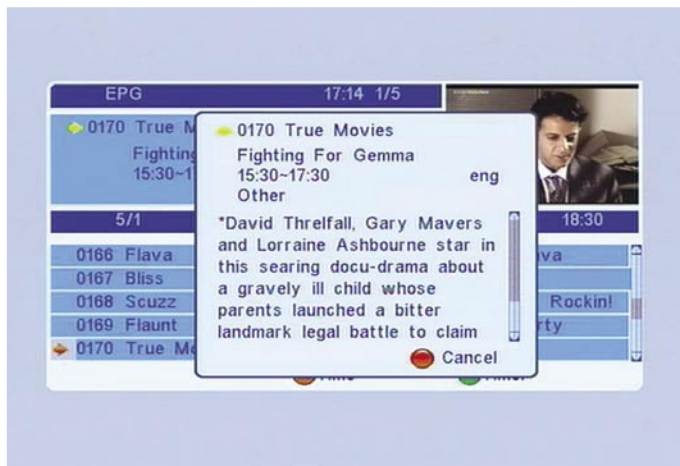 EPG 17:14 1/5
0170 True M
Fighting
15:30~1
0170 True Movies
Fighting For Gemma
15:30~17:30 eng
Other
*David Threlfall, Gary Mavers
and Lorraine Ashbourne star in
this searing docu-drama about
a gravely ill child whose
parents launched a bitter
landmark legal battle to claim
Cancel
5/1 18:30
0166 Flava va
0167 Bliss
0168 Scuzz Rockin!
0169 Flaunt rty
0170 True Mo